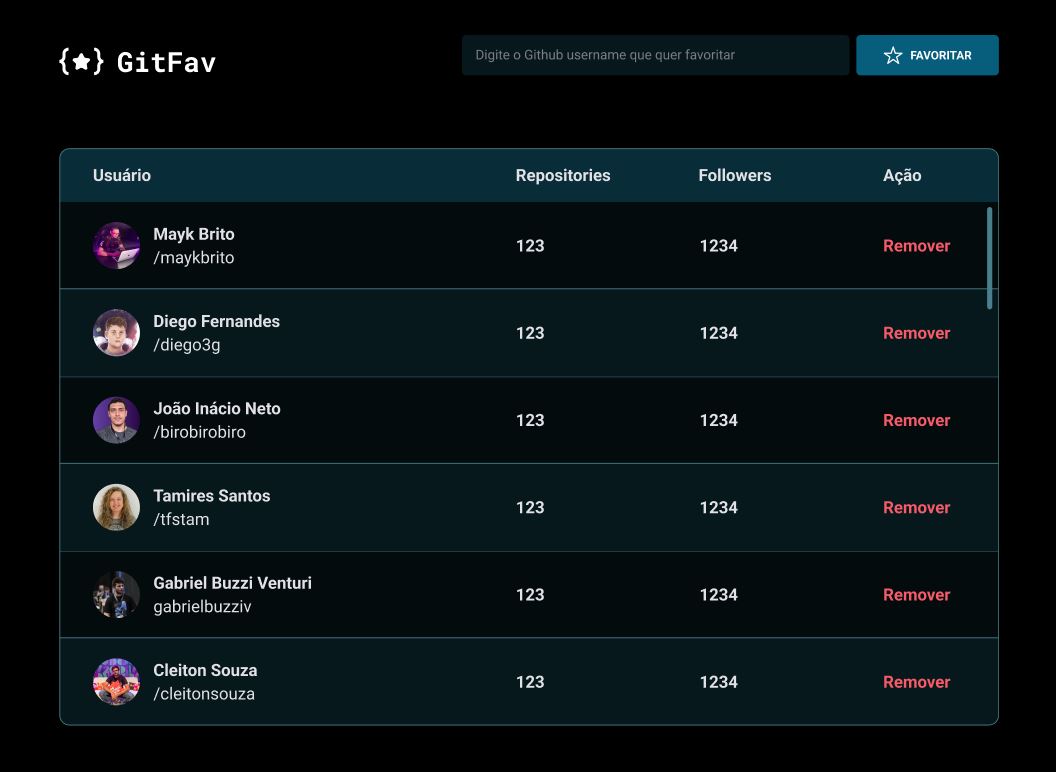 {★} GitFav
Digite o Github username que quer favoritar
FAVORITAR
Usuário Repositories Followers Ação
Mayk Brito
/maykbrito
123 1234 Remover
Diego Fernandes
/diego3g
123 1234 Remover
João Inácio Neto
/birobirobiro
123 1234 Remover
Tamires Santos
/tfstam
123 1234 Remover
Gabriel Buzzi Venturi
gabrielbuzziv
123 1234 Remover
Cleiton Souza
/cleitonsouza
123 1234 Remover